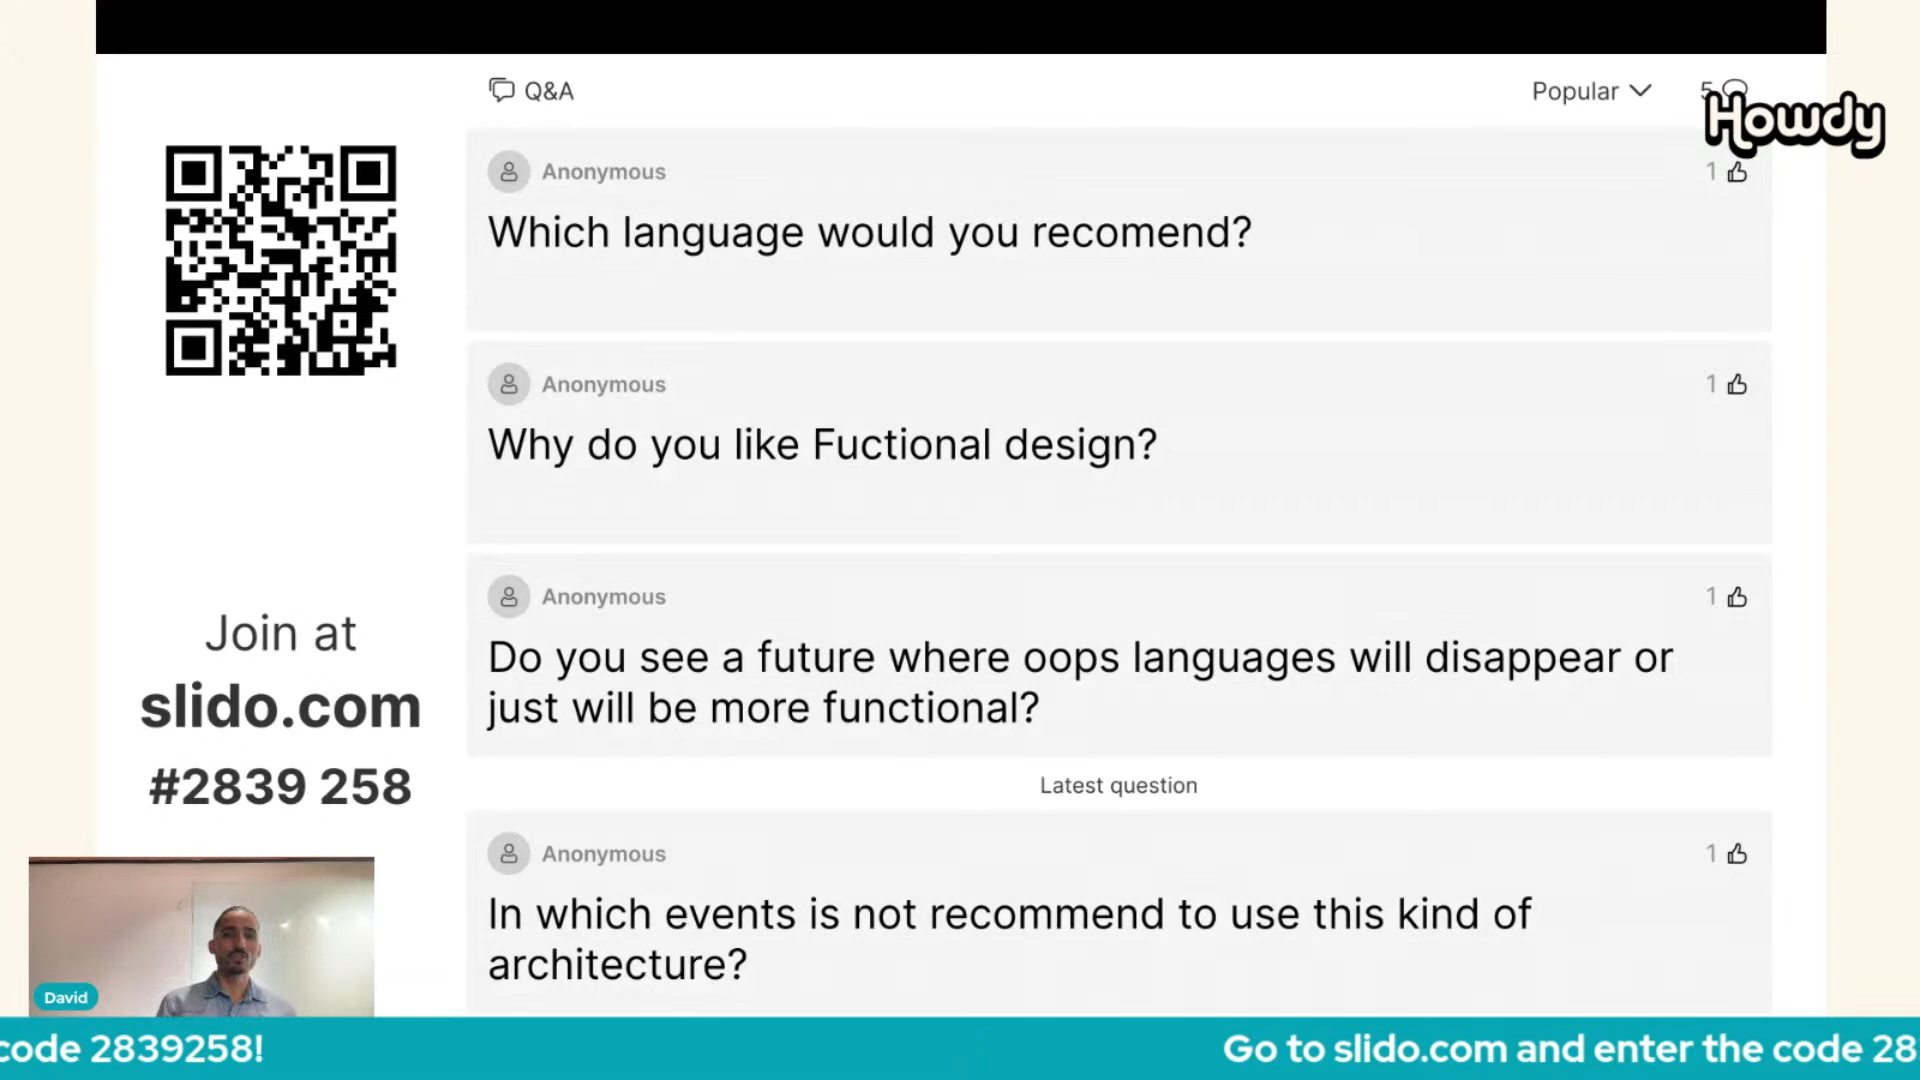 Q&A
Popular
5
Howdy
Anonymous
1
Which language would you recomend?
Anonymous
1
Why do you like Fuctional design?
Anonymous
1
Do you see a future where oops languages will disappear or
just will be more functional?
Latest question
Anonymous
1
In which events is not recommend to use this kind of
architecture?
Join at
slido.com
#2839 258
David
code 2839258!
Go to slido.com and enter the code 28